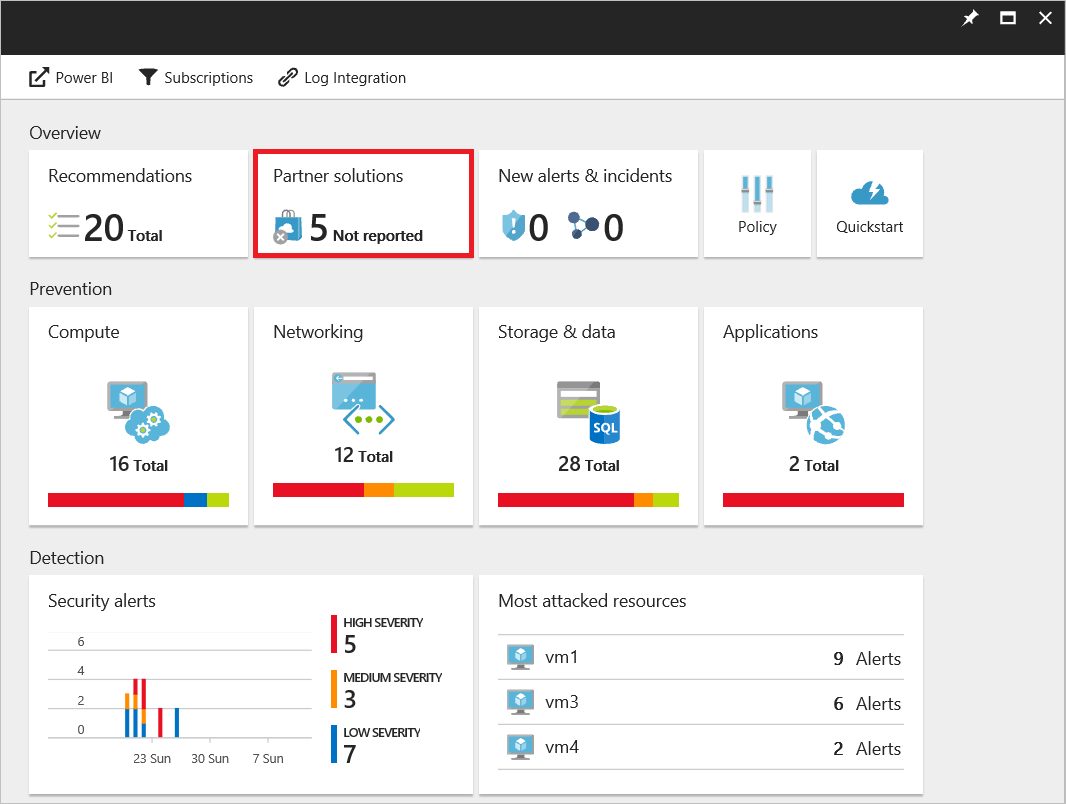 Power BI Subscriptions Log Integration
Overview
Recommendations
20 Total
Partner solutions
5 Not reported
New alerts & incidents
0 0
Policy
Quickstart
Prevention
Compute
16 Total
Networking
12 Total
Storage & data
SQL
28 Total
Applications
2 Total
Detection
Security alerts
6
4
2
0
23 Sun 30 Sun 7 Sun
HIGH SEVERITY
5
MEDIUM SEVERITY
3
LOW SEVERITY
7
Most attacked resources
vm1 9 Alerts
vm3 6 Alerts
vm4 2 Alerts